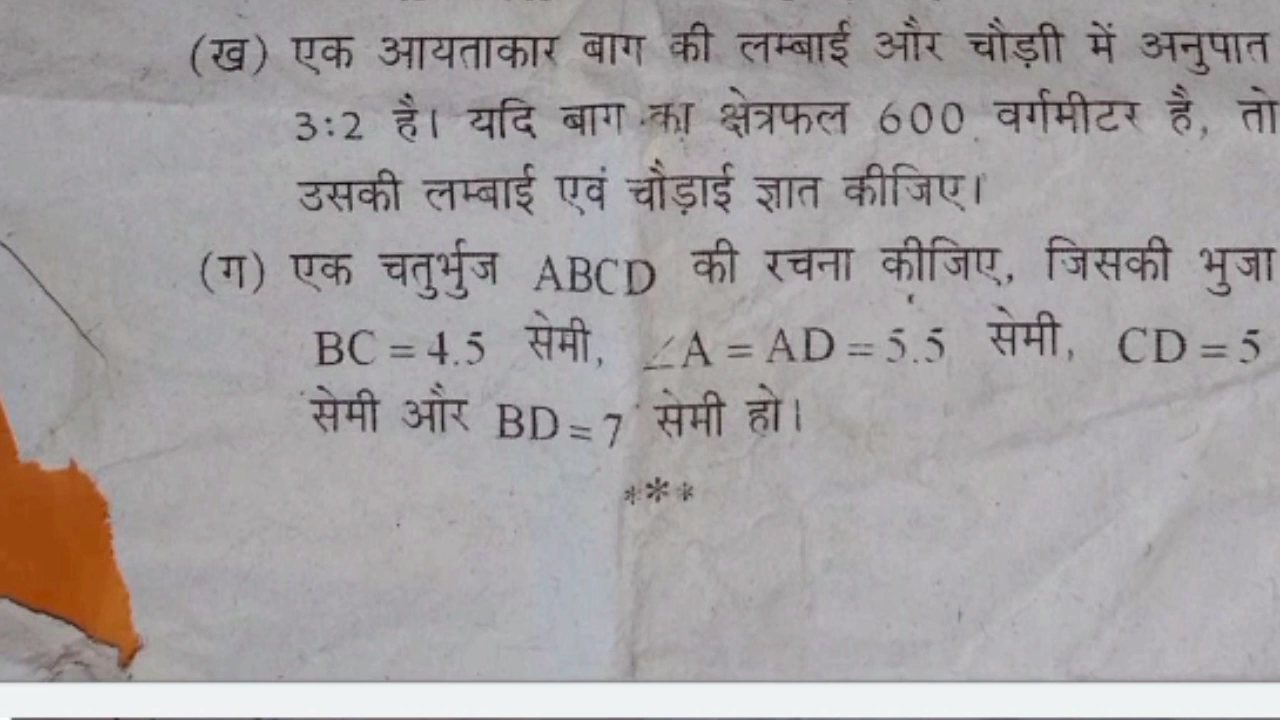 (ख) एक आयताकार बाग की लम्बाई और चौड़ी में अनुपात
3:2 है। यदि बाग का क्षेत्रफल 600 वर्गमीटर है, तो
उसकी लम्बाई एवं चौड़ाई ज्ञात कीजिए।
(ग) एक चतुर्भुज ABCD की रचना कीजिए, जिसकी भुजा
BC = 4.5 सेमी, ∠A = AD = 5.5 सेमी, CD = 5
सेमी और BD = 7 सेमी हो।
***